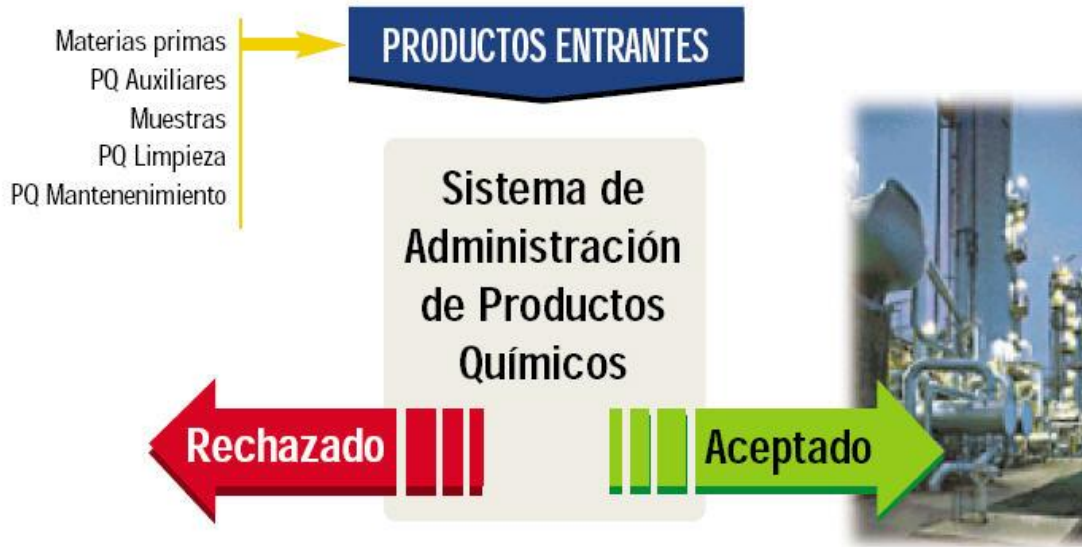 Materias primas
PQ Auxiliares
Muestras
PQ Limpieza
PQ Mantenenimiento
PRODUCTOS ENTRANTES
Sistema de
Administración
de Productos
Químicos
Rechazado
Aceptado